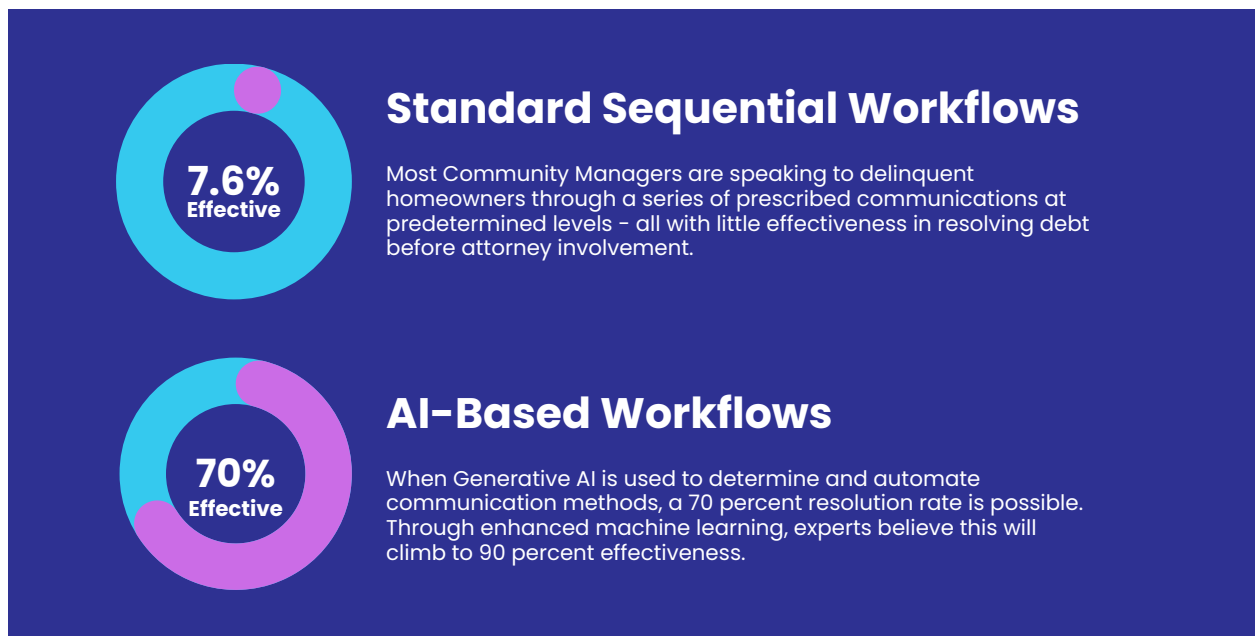 7.6%
Effective
Standard Sequential Workflows
Most Community Managers are speaking to delinquent
homeowners through a series of prescribed communications at
predetermined levels - all with little effectiveness in resolving debt
before attorney involvement.
70%
Effective
AI-Based Workflows
When Generative AI is used to determine and automate
communication methods, a 70 percent resolution rate is possible.
Through enhanced machine learning, experts believe this will
climb to 90 percent effectiveness.